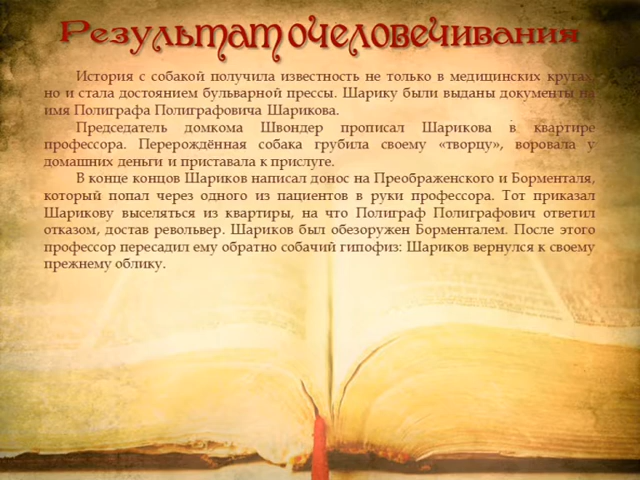 Результат очеловечивания
История с собакой получила известность не только в медицинских кругах,
но и стала достоянием бульварной прессы. Шарику были выданы документы на
имя Полиграфа Полиграфовича Шарикова.
Председатель домкома Швондер прописал Шарикова в квартире
профессора. Перерождённая собака грубила своему «творцу», воровала у
домашних деньги и приставала к прислуге.
В конце концов Шариков написал донос на Преображенского и Борменталя,
который попал через одного из пациентов в руки профессора. Тот приказал
Шарикову выселяться из квартиры, на что Полиграф Полиграфович ответил
отказом, достав револьвер. Шариков был обезоружен Борменталем. После этого
профессор пересадил ему обратно собачий гипофиз: Шариков вернулся к своему
прежнему облику.